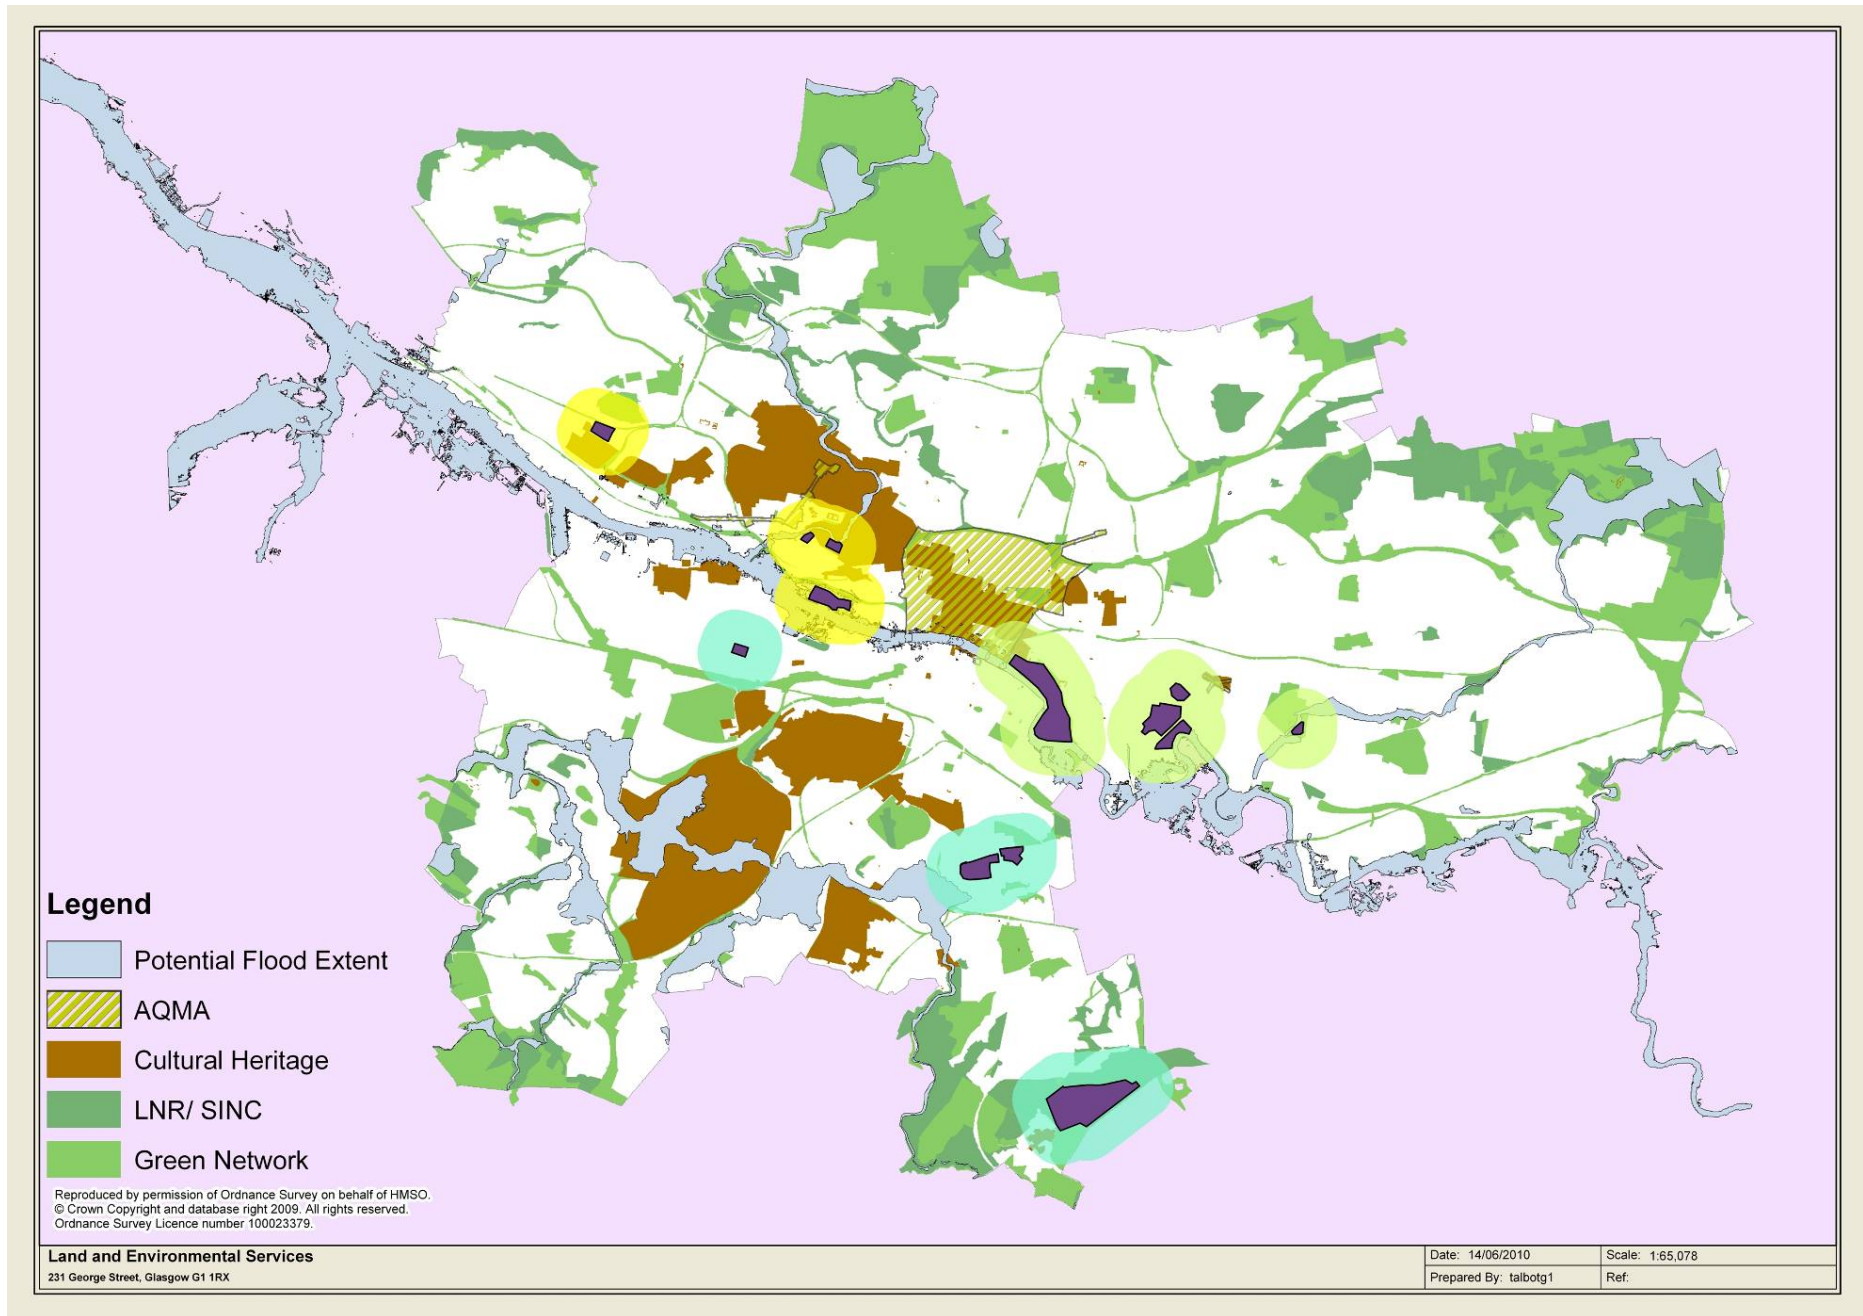 Legend
Potential Flood Extent
AQMA
Cultural Heritage
LNR/ SINC
Green Network
Reproduced by permission of Ordnance Survey on behalf of HMSO.
© Crown Copyright and database right 2009. All rights reserved.
Ordnance Survey Licence number 100023379.
Land and Environmental Services
231 George Street, Glasgow G1 1RX
Date: 14/06/2010
Scale: 1:65,078
Prepared By: talbotg1
Ref: